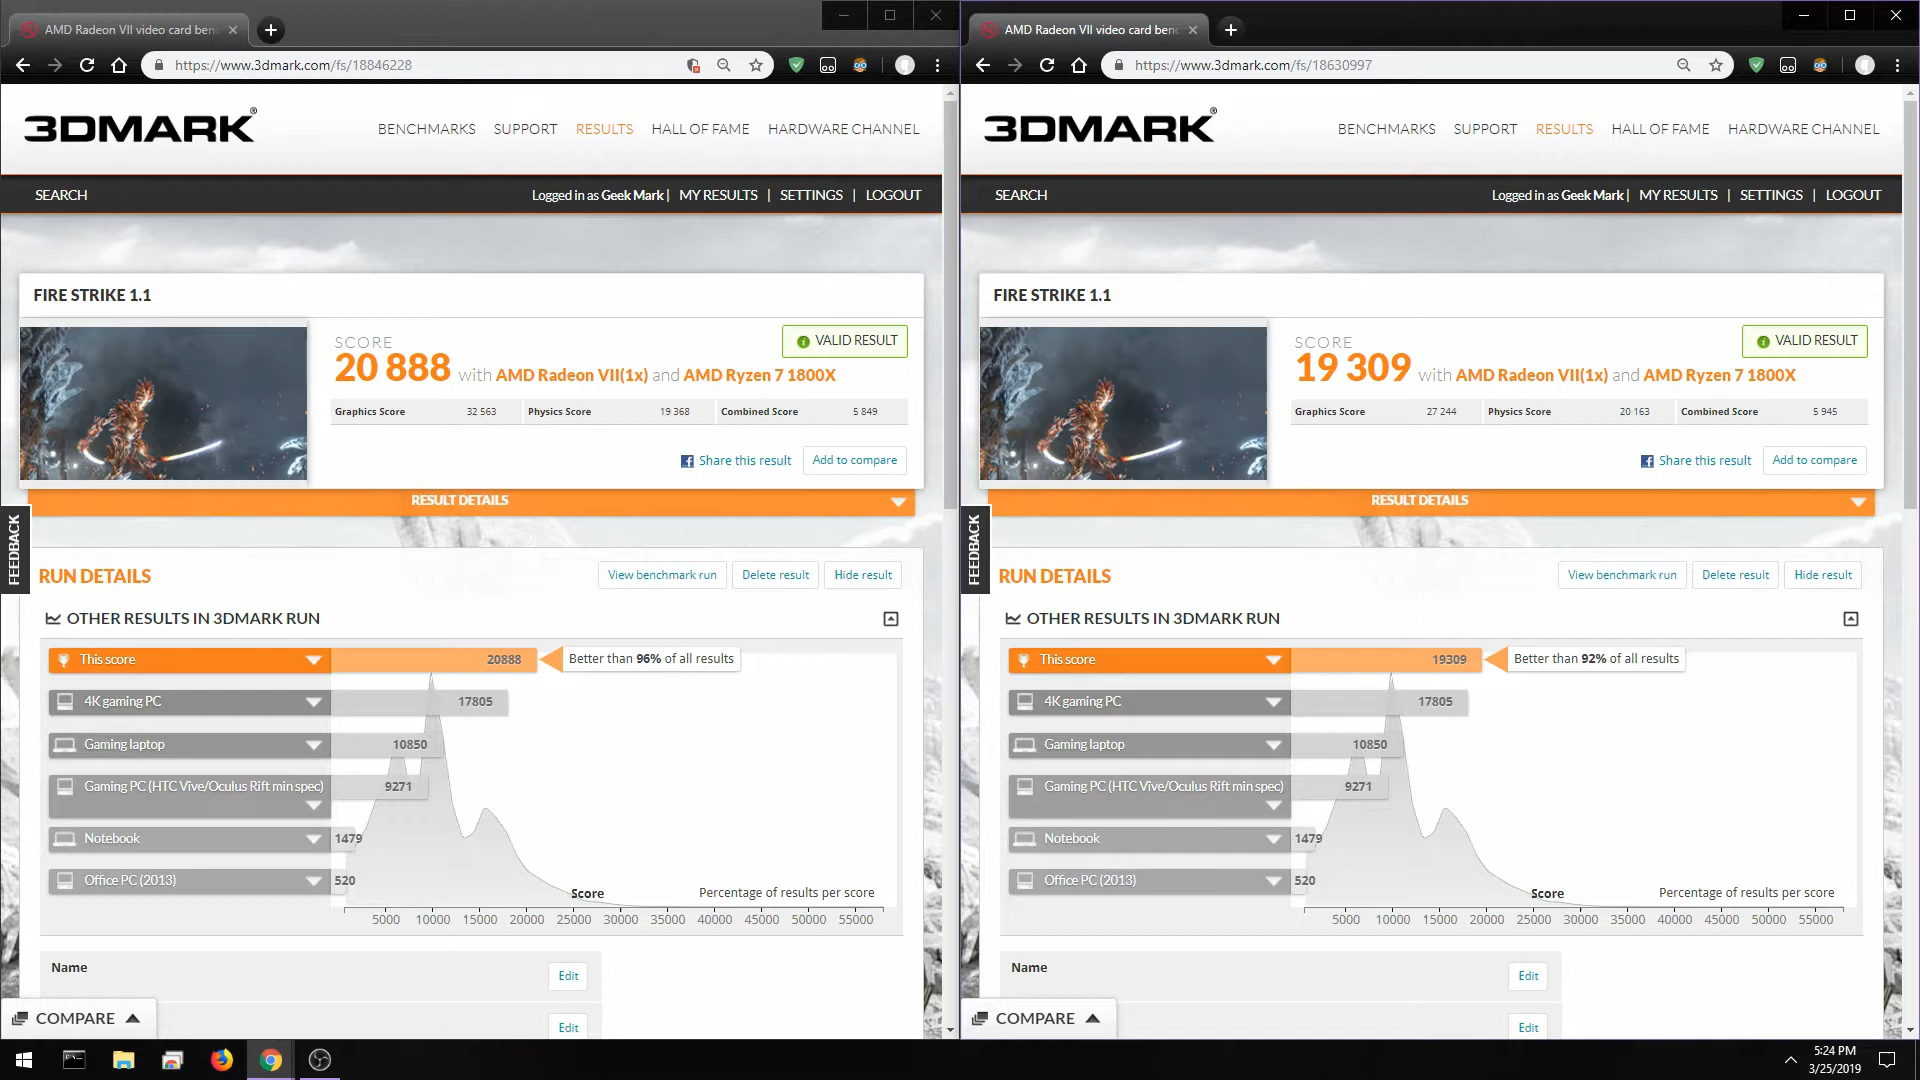 AMD Radeon VII video card ben
https://www.3dmark.com/fs/18846228
3DMARK®
BENCHMARKS SUPPORT RESULTS HALL OF FAME HARDWARE CHANNEL
SEARCH Logged in as Geek Mark | MY RESULTS | SETTINGS | LOGOUT
FIRE STRIKE 1.1
SCORE
VALID RESULT
20 888 with AMD Radeon VII(1x) and AMD Ryzen 7 1800X
Graphics Score 32 563 Physics Score 19 368 Combined Score 5 849
Share this result Add to compare
RESULT DETAILS
FEEDBACK
RUN DETAILS View benchmark run Delete result Hide result
OTHER RESULTS IN 3DMARK RUN
This score 20888 Better than 96% of all results
4K gaming PC 17805
Gaming laptop 10850
Gaming PC (HTC Vive/Oculus Rift min spec) 9271
Notebook 1479
Office PC (2013) 520
Score Percentage of results per score
5000 10000 15000 20000 25000 30000 35000 40000 45000 50000 55000
Name Edit
Edit
COMPARE
AMD Radeon VII video card ben
https://www.3dmark.com/fs/18630997
3DMARK®
BENCHMARKS SUPPORT RESULTS HALL OF FAME HARDWARE CHANNEL
SEARCH Logged in as Geek Mark | MY RESULTS | SETTINGS | LOGOUT
FIRE STRIKE 1.1
SCORE
VALID RESULT
19 309 with AMD Radeon VII(1x) and AMD Ryzen 7 1800X
Graphics Score 27 244 Physics Score 20 163 Combined Score 5 945
Share this result Add to compare
RESULT DETAILS
FEEDBACK
RUN DETAILS View benchmark run Delete result Hide result
OTHER RESULTS IN 3DMARK RUN
This score 19309 Better than 92% of all results
4K gaming PC 17805
Gaming laptop 10850
Gaming PC (HTC Vive/Oculus Rift min spec) 9271
Notebook 1479
Office PC (2013) 520
Score Percentage of results per score
5000 10000 15000 20000 25000 30000 35000 40000 45000 50000 55000
Name Edit
Edit
COMPARE
5:24 PM
3/25/2019